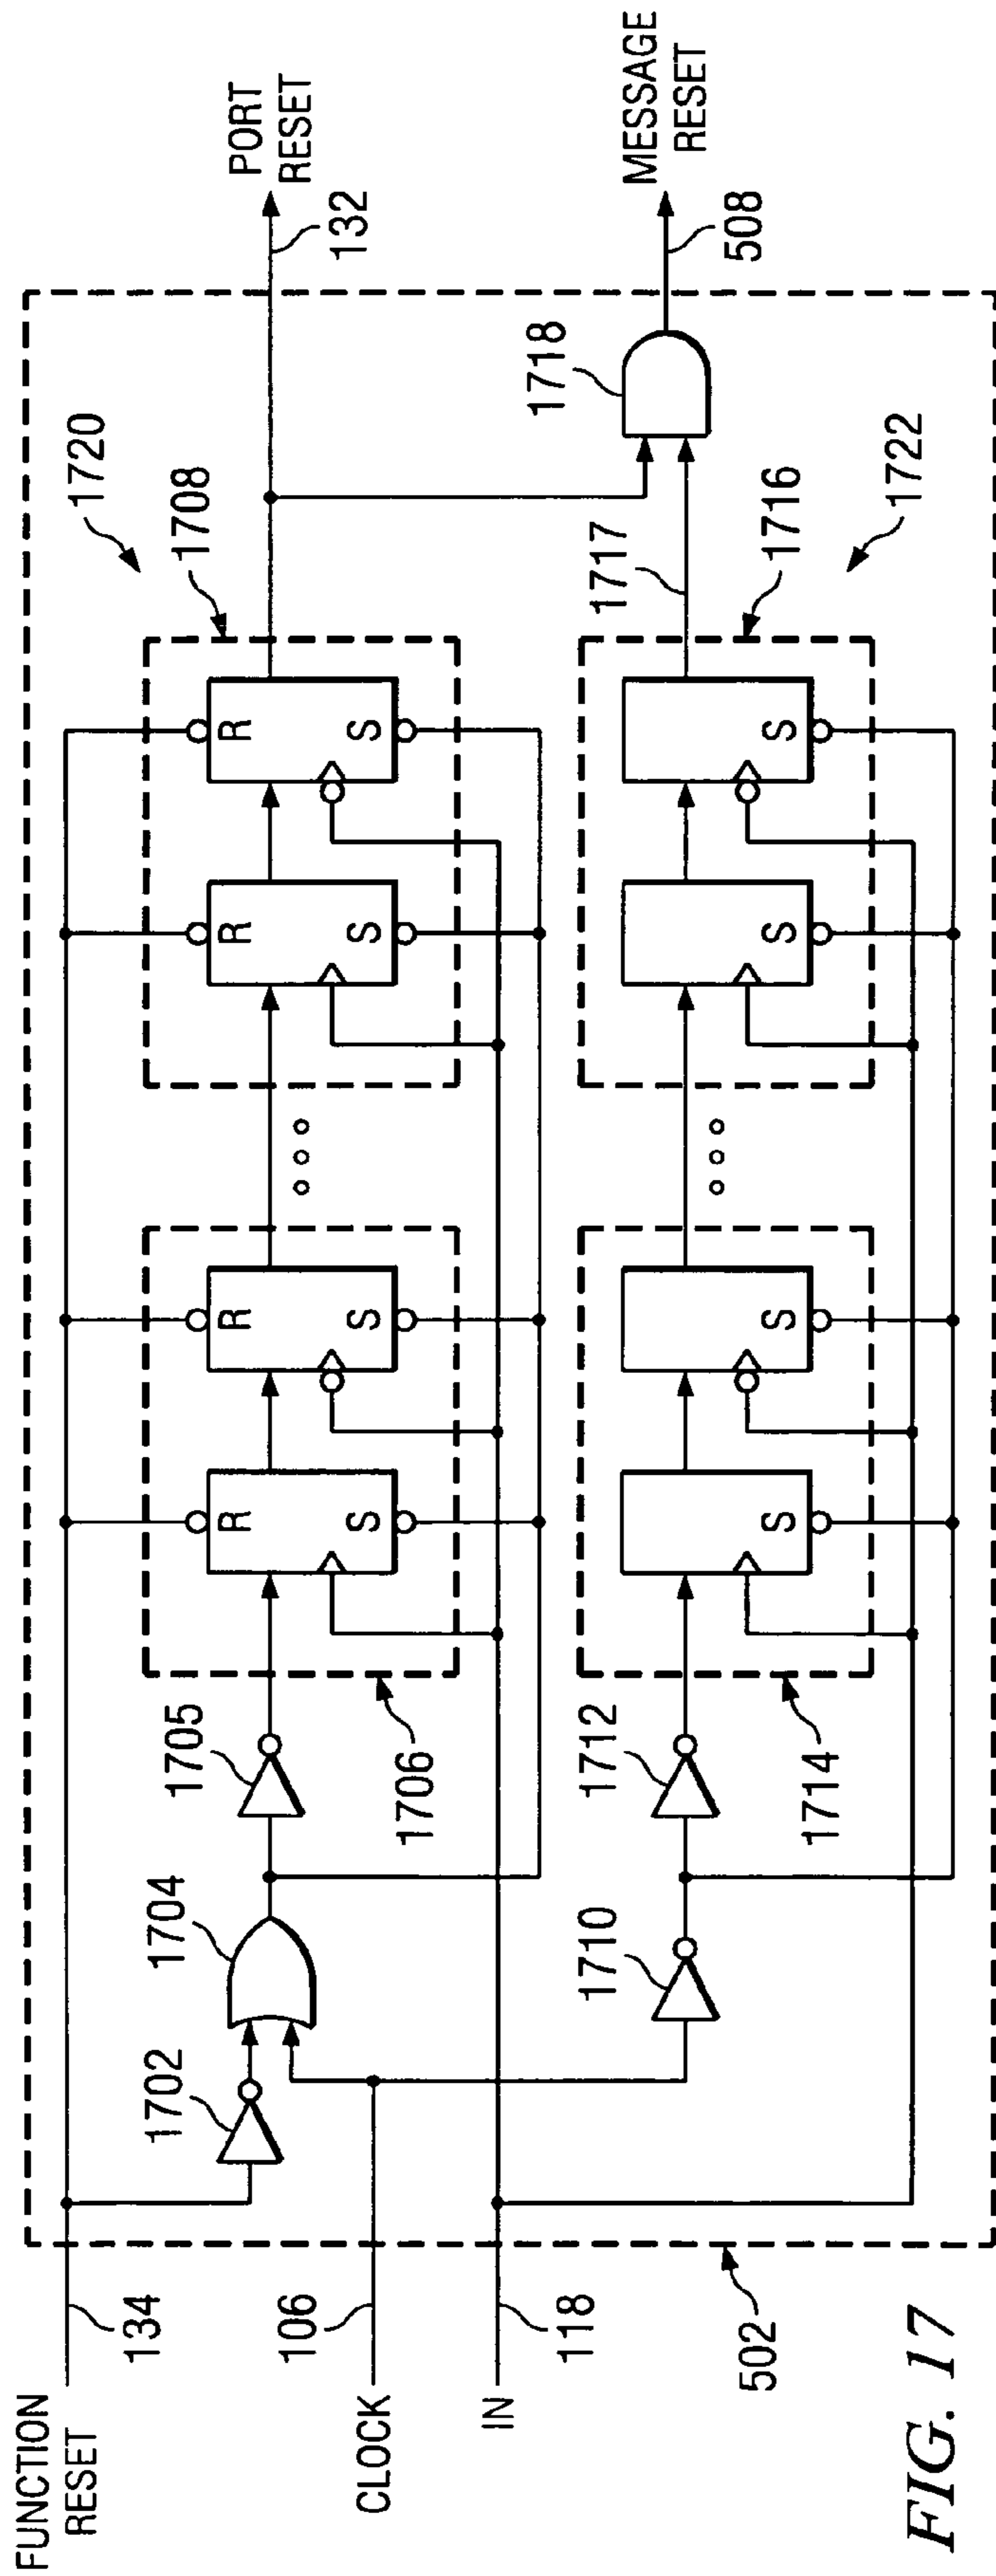 FUNCTION
RESET
134
CLOCK
106
IN
118
502
1702
1704
1705
1706
R
S
R
S
R
S
R
S
1708
1720
PORT
RESET
132
1710
1712
1714
S
S
S
S
1716
1717
1722
1718
508
MESSAGE
RESET
FIG. 17